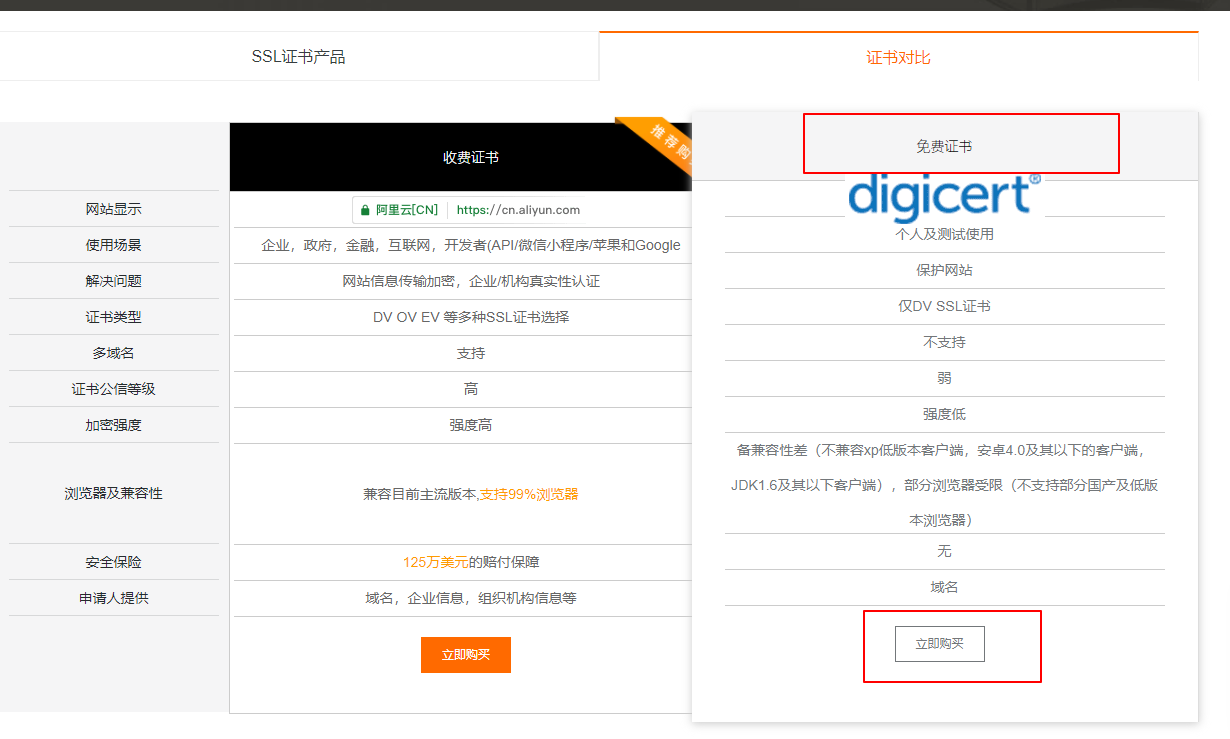 SSL证书产品
证书对比
收费证书
推荐购
免费证书
网站显示
阿里云[CN] https://cn.aliyun.com
digicert®
使用场景
企业，政府，金融，互联网，开发者(API/微信小程序/苹果和Google
个人及测试使用
解决问题
网站信息传输加密，企业/机构真实性认证
保护网站
证书类型
DV OV EV 等多种SSL证书选择
仅DV SSL证书
多域名
支持
不支持
证书公信等级
高
弱
加密强度
强度高
强度低
浏览器及兼容性
兼容目前主流版本,支持99%浏览器
备兼容性差（不兼容xp低版本客户端，安卓4.0及其以下的客户端，
JDK1.6及其以下客户端），部分浏览器受限（不支持部分国产及低版
本浏览器）
安全保险
125万美元的赔付保障
无
申请人提供
域名，企业信息，组织机构信息等
域名
立即购买
立即购买